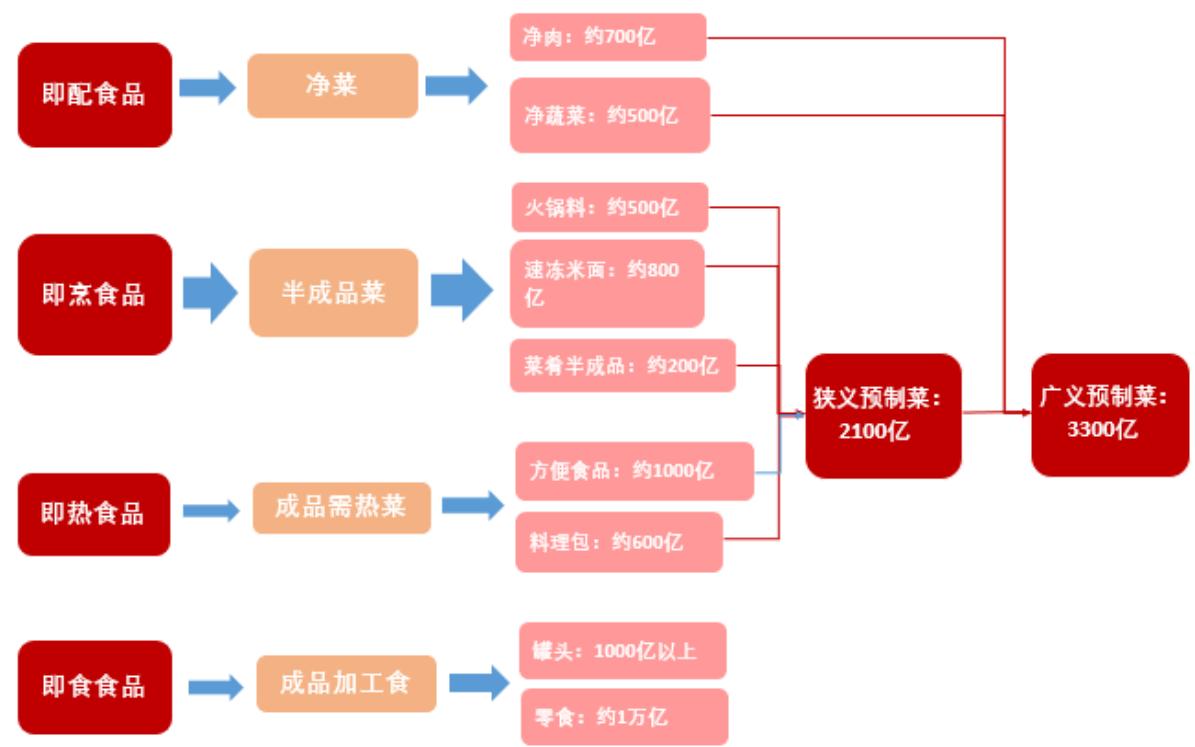 即配食品
净菜
净肉：约700亿
净蔬菜：约500亿
即烹食品
半成品菜
火锅料：约500亿
速冻米面：约800
亿
菜肴半成品：约200亿
狭义预制菜：
2100亿
广义预制菜：
3300亿
即热食品
成品需热菜
方便食品：约1000亿
料理包：约600亿
即食食品
成品加工食
罐头：1000亿以上
零食：约1万亿